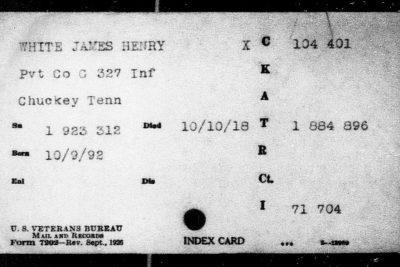 WHITE JAMES HENRY X C 104 401
Pvt Co G 327 Inf K
Chuckey Tenn A
Sn 1 923 312 Died 10/10/18 T 1 884 896
Born 10/9/92 R
Enl Dis Ct.
I 71 704
U. S. VETERANS BUREAU
MAIL AND RECORDS
Form 7202—Rev. Sept., 1926 INDEX CARD